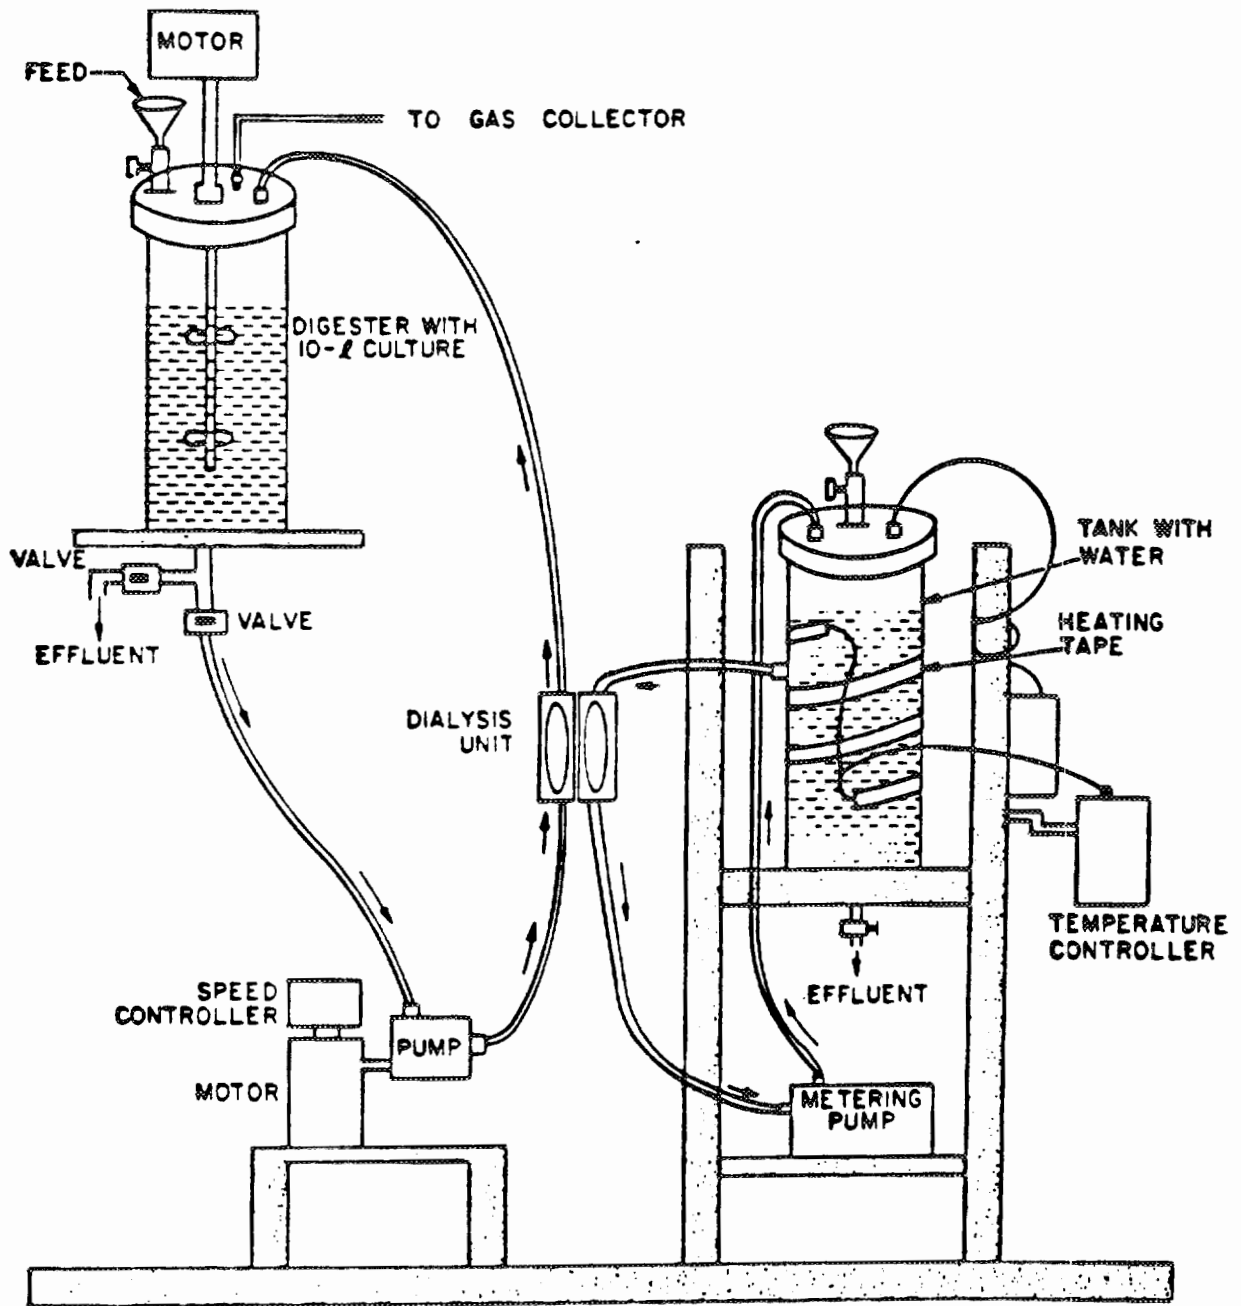 MOTOR
FEED
TO GAS COLLECTOR
DIGESTER WITH
10-ℓ CULTURE
VALVE
EFFLUENT
VALVE
TANK WITH
WATER
HEATING
TAPE
DIALYSIS
UNIT
TEMPERATURE
CONTROLLER
EFFLUENT
SPEED
CONTROLLER
PUMP
MOTOR
METERING
PUMP